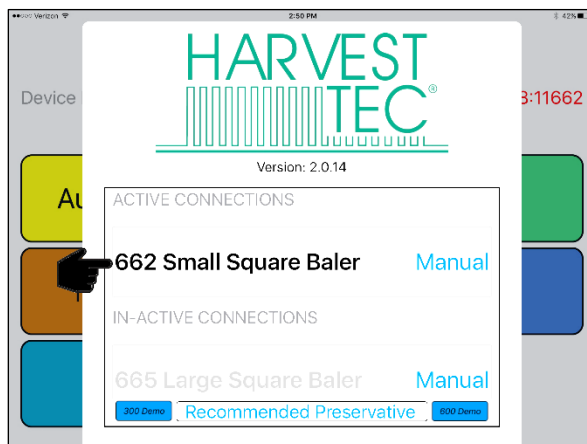 Verizon 2:50 PM 42%
HARVEST
TEC®
Device 3:11662
Version: 2.0.14
Au
ACTIVE CONNECTIONS
662 Small Square Baler Manual
IN-ACTIVE CONNECTIONS
665 Large Square Baler Manual
300 Demo Recommended Preservative 600 Demo